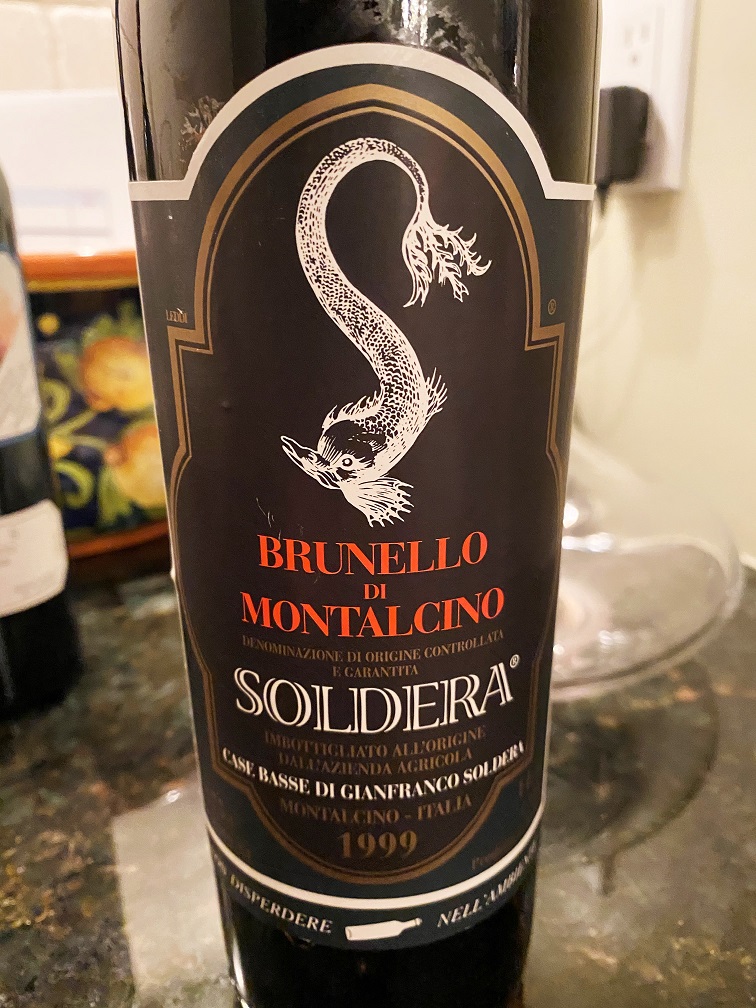 LEDOI
®
BRUNELLO
DI
MONTALCINO
DENOMINAZIONE DI ORIGINE CONTROLLATA
E GARANTITA
SOLDERA®
IMBOTTIGLIATO ALL'ORIGINE
DALL'AZIENDA AGRICOLA
CASE BASSE DI GIANFRANCO SOLDERA
MONTALCINO - ITALIA
1999
DISPERDERE NELL'AMBIENTE